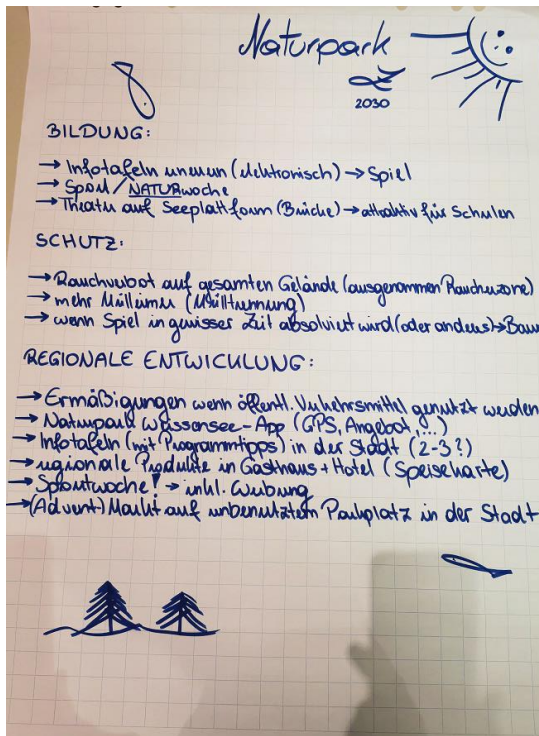 Naturpark
2030
BILDUNG:
→ Infotafeln erneuern (elektronisch) → Spiel
→ Sport/NATURwoche
→ Theater auf Seeplattform (Brücke) → attraktiv für Schulen
SCHUTZ:
→ Rauchverbot auf gesamten Gelände (ausgenommen Raucherzone)
→ mehr Mülleimer (Mülltrennung)
→ wenn Spiel in gewisser Zeit absolviert wird (oder anders) → Baum
REGIONALE ENTWICKLUNG:
→ Ermäßigungen wenn öffentl. Verkehrsmittel genutzt werden
→ Naturpark Weissensee-App (GPS, Angebot,...)
→ Infotafeln (mit Programmtipps) in der Stadt (2-3?)
→ regionale Produkte in Gasthaus + Hotel (Speisekarte)
→ Sportwoche! → inkl. Werbung
→ (Advent-) Markt auf unbenutztem Parkplatz in der Stadt